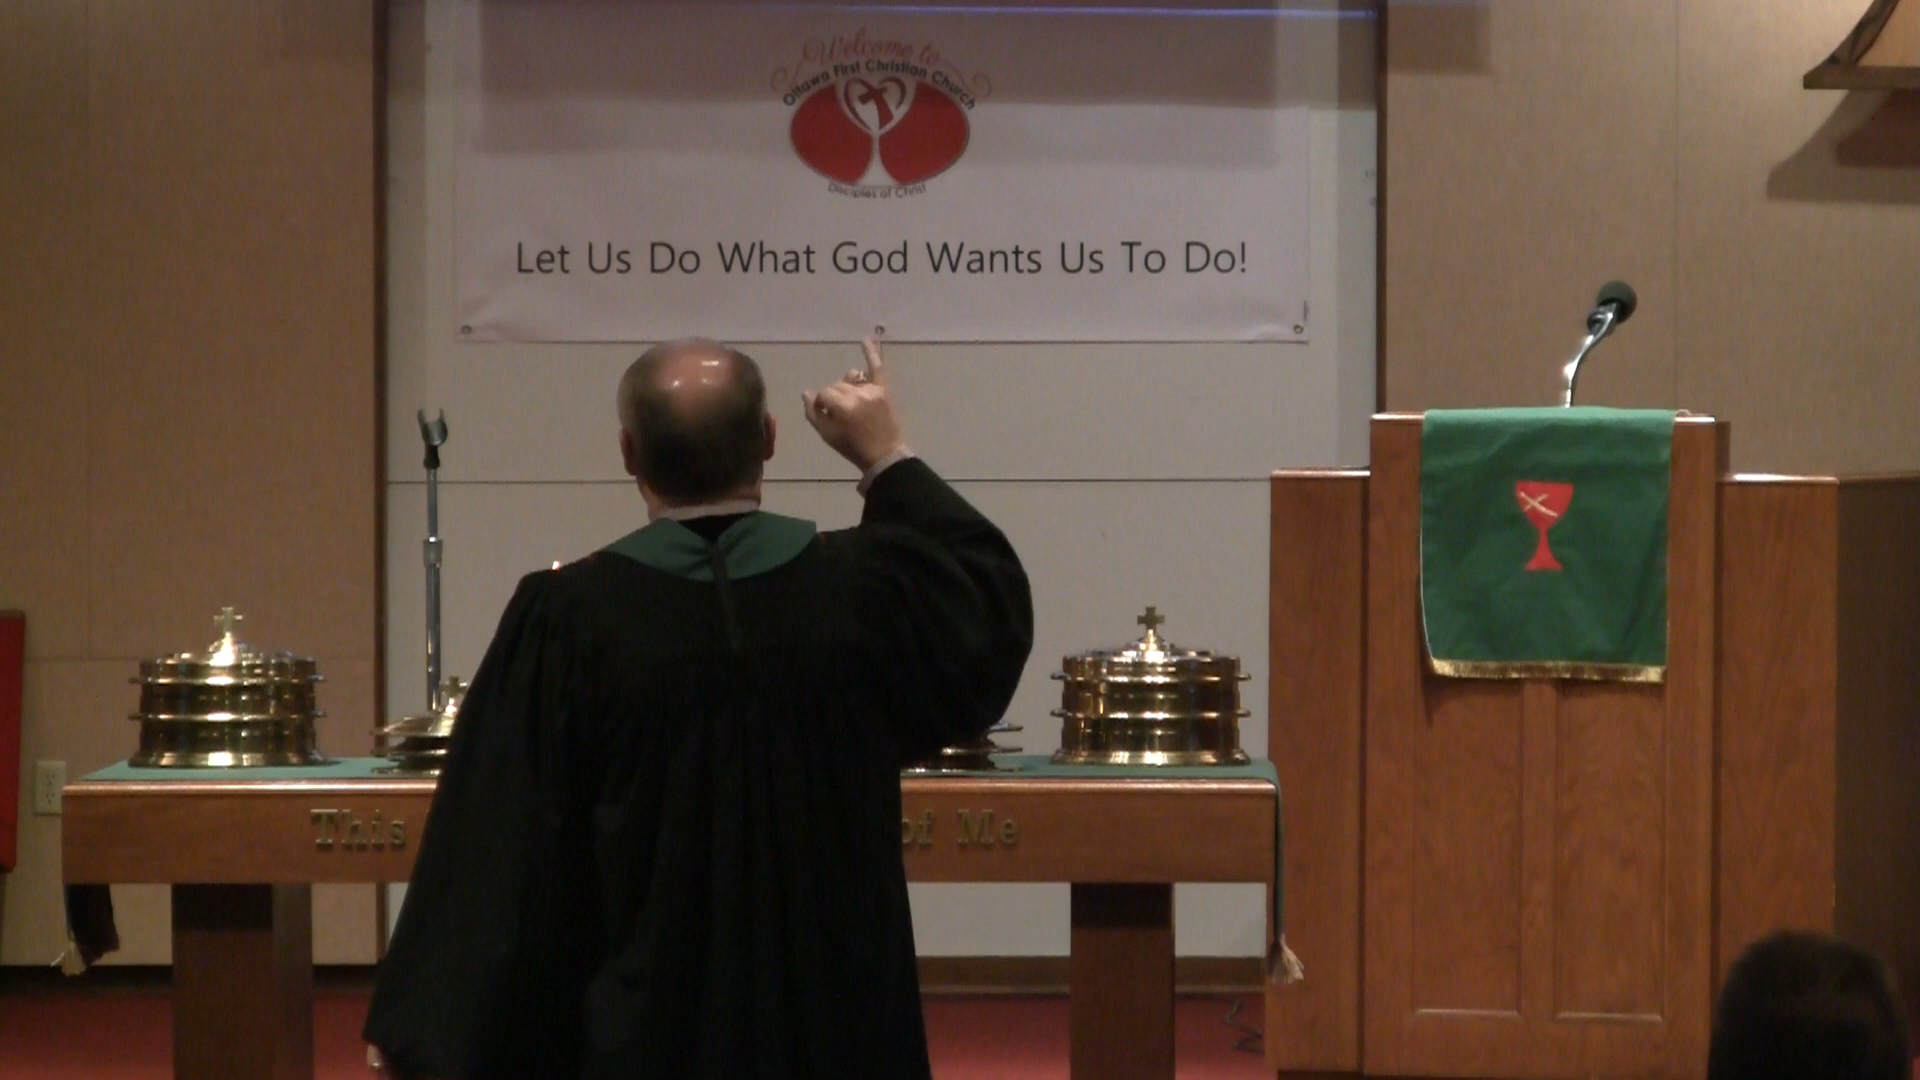 Welcome to
Ottawa First Christian Church
Disciples of Christ
Let Us Do What God Wants Us To Do!
This of Me